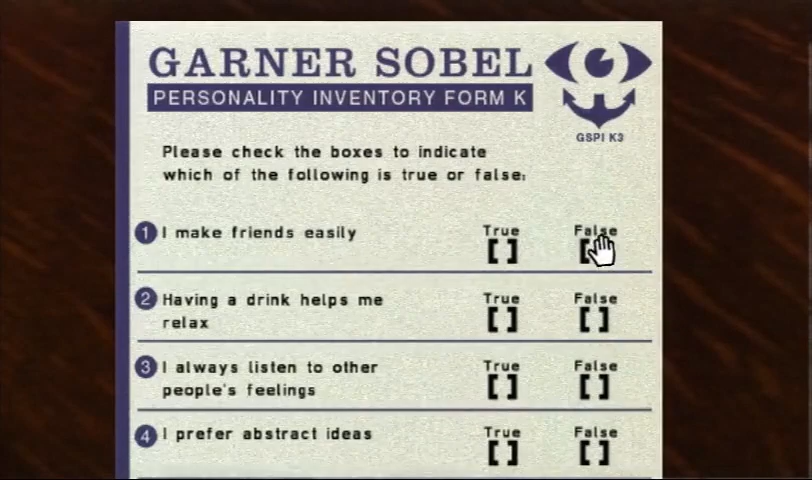 GARNER SOBEL
PERSONALITY INVENTORY FORM K
GSPI K3
Please check the boxes to indicate
which of the following is true or false:
1 I make friends easily True False
[ ] [
2 Having a drink helps me True False
relax [ ] [ ]
3 I always listen to other True False
people's feelings [ ] [ ]
4 I prefer abstract ideas True False
[ ] [ ]